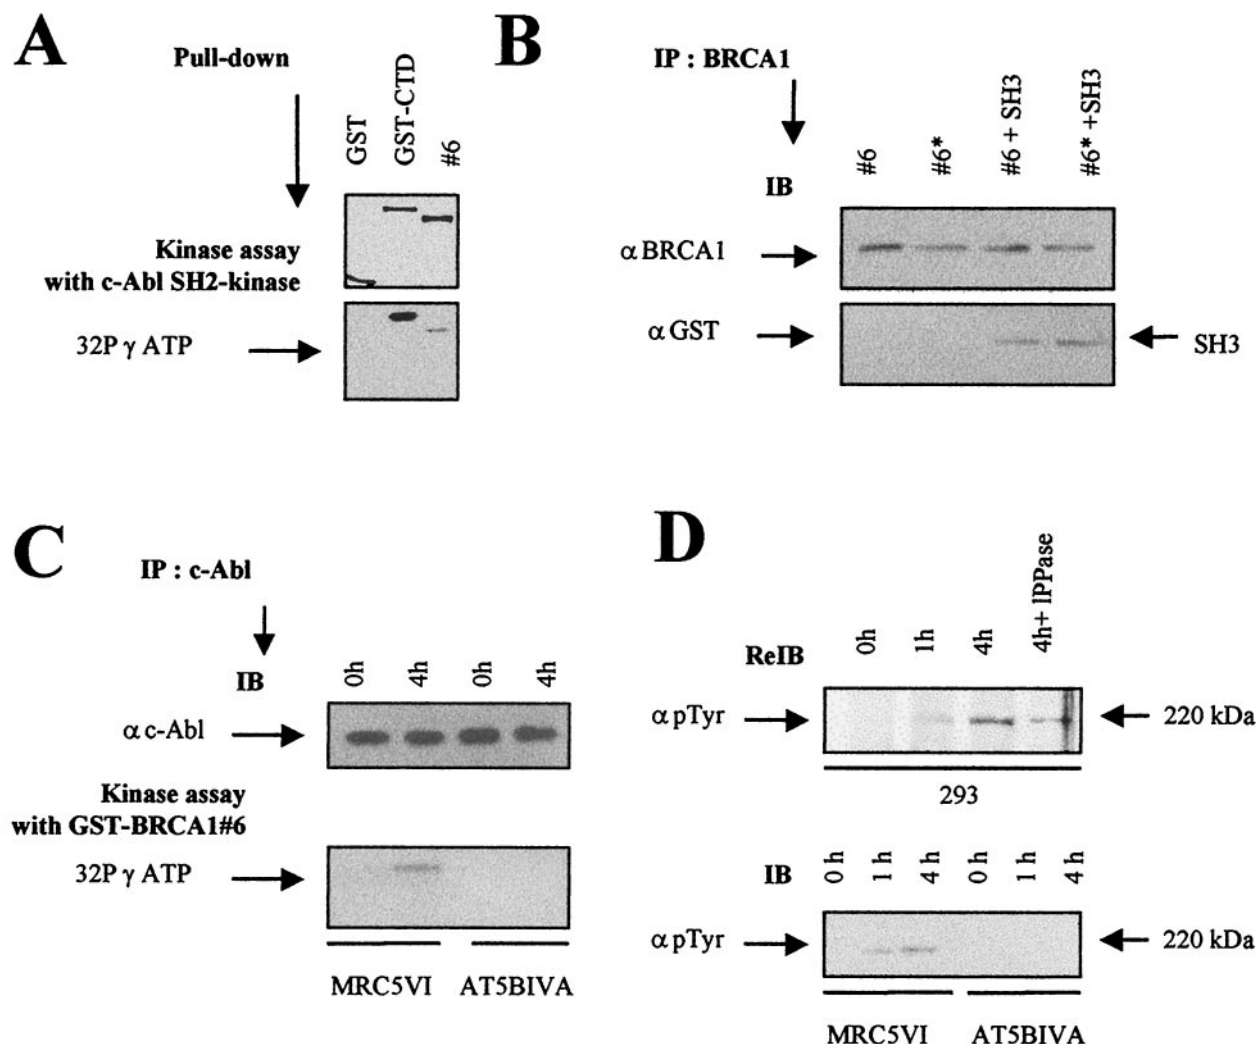 A
Pull-down
GST
GST-CTD
#6
Kinase assay
with c-Abl SH2-kinase
32P γ ATP
B
IP : BRCA1
IB
#6
#6*
#6 + SH3
#6* +SH3
α BRCA1
α GST
SH3
C
IP : c-Abl
IB
0h
4h
0h
4h
α c-Abl
Kinase assay
with GST-BRCA1#6
32P γ ATP
MRC5VI
AT5BIVA
D
ReIB
0h
1h
4h
4h+ lPPase
α pTyr
220 kDa
293
IB
0 h
1 h
4 h
0 h
1 h
4 h
α pTyr
220 kDa
MRC5VI
AT5BIVA